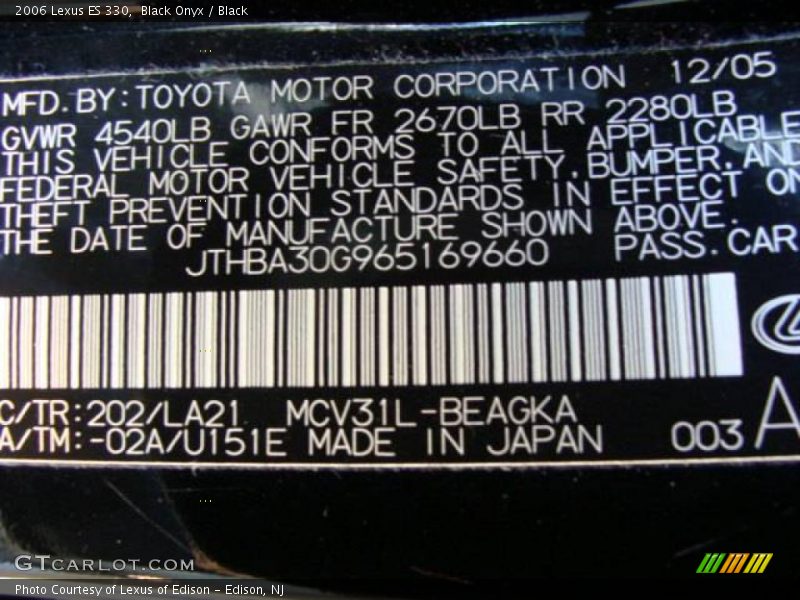 2006 Lexus ES 330,  Black Onyx / Black
MFD. BY: TOYOTA MOTOR CORPORATION 12/05
GVWR 4540LB GAWR FR 2670LB RR 2280LB
THIS VEHICLE CONFORMS TO ALL APPLICABLE
FEDERAL MOTOR VEHICLE SAFETY, BUMPER, AND
THEFT PREVENTION STANDARDS IN EFFECT ON
THE DATE OF MANUFACTURE SHOWN ABOVE.
JTHBA30G965169660 PASS. CAR
C/TR: 202/LA21 MCV31L-BEAGKA
A/TM: -02A/U151E MADE IN JAPAN 003 A
GTCARLOT.COM
Photo Courtesy of Lexus of Edison - Edison, NJ